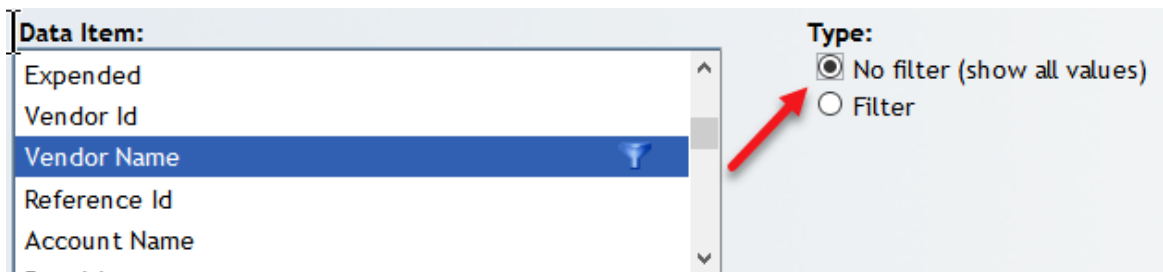 Data Item:
Expended
Vendor Id
Vendor Name
Reference Id
Account Name
Type:
No filter (show all values)
Filter